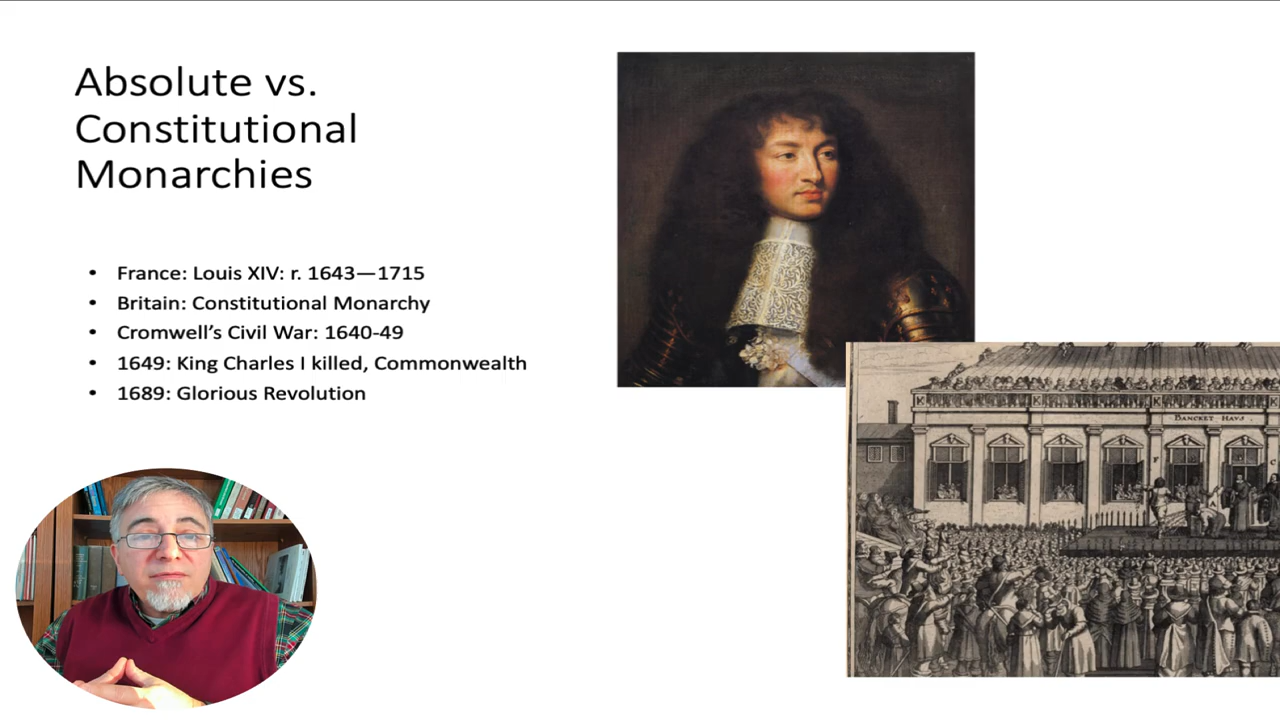 Absolute vs.
Constitutional
Monarchies
• France: Louis XIV: r. 1643—1715
• Britain: Constitutional Monarchy
• Cromwell’s Civil War: 1640-49
• 1649: King Charles I killed, Commonwealth
• 1689: Glorious Revolution
BANCKET HAVS